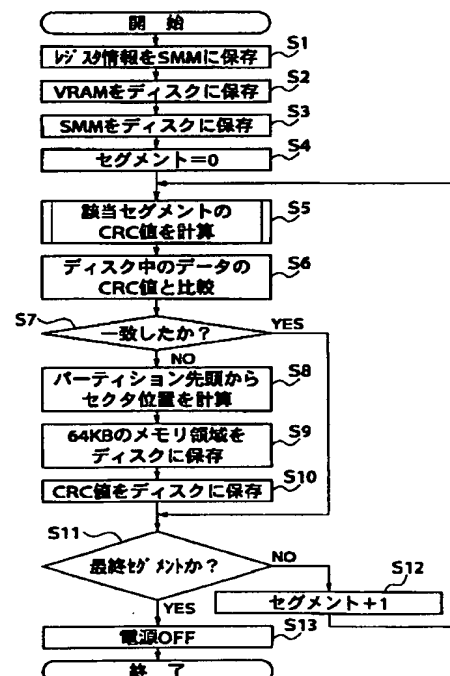 開 始
レジスタ情報をSMMに保存
S1
VRAMをディスクに保存
S2
SMMをディスクに保存
S3
セグメント=0
S4
該当セグメントの
CRC値を計算
S5
ディスク中のデータの
CRC値と比較
S6
S7
一致したか?
YES
NO
パーティション先頭から
セクタ位置を計算
S8
64KBのメモリ領域を
ディスクに保存
S9
CRC値をディスクに保存
S10
S11
最終セグメントか?
NO
S12
セグメント+1
YES
電源OFF
S13
終 了